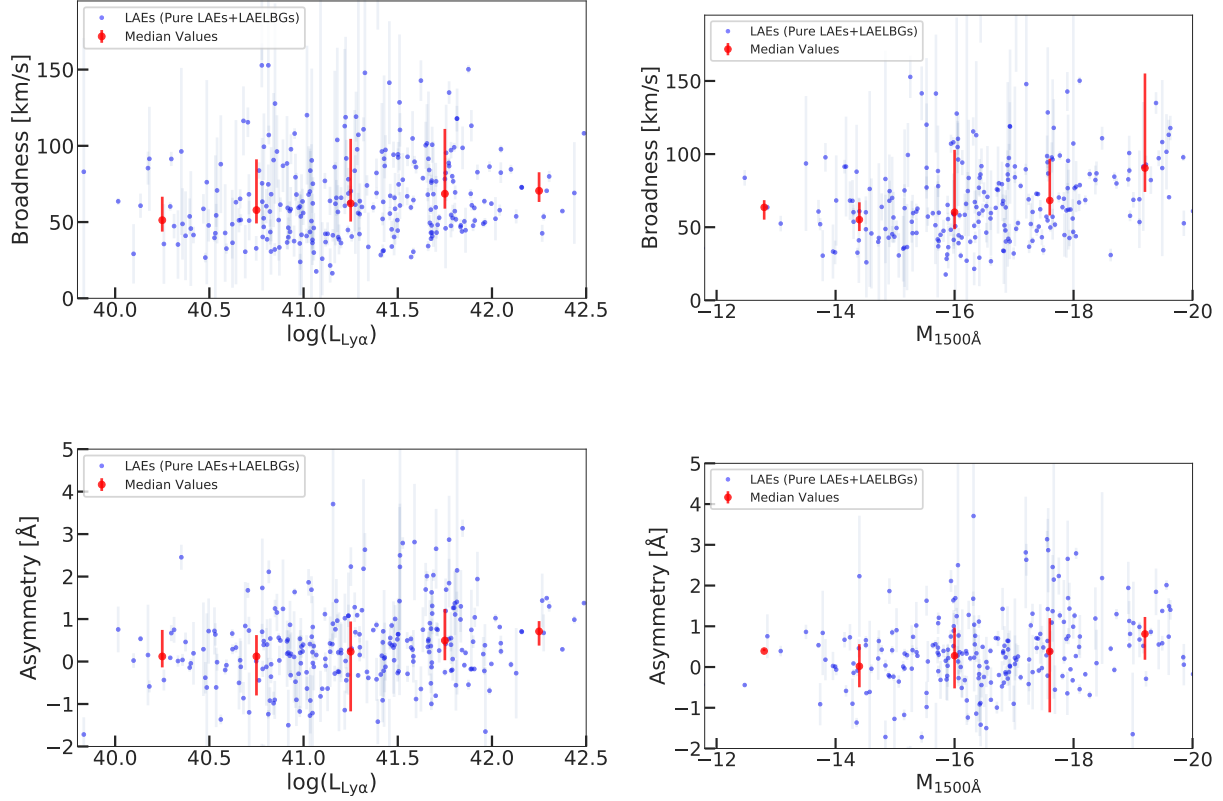 LAEs (Pure LAEs+LAELBGs)
Median Values
Broadness [km/s]
150
100
50
0
40.0 40.5 41.0 41.5 42.0 42.5
log(L_Lyα)
LAEs (Pure LAEs+LAELBGs)
Median Values
Broadness [km/s]
150
100
50
0
−12 −14 −16 −18 −20
M_1500Å
LAEs (Pure LAEs+LAELBGs)
Median Values
Asymmetry [Å]
5
4
3
2
1
0
−1
−2
40.0 40.5 41.0 41.5 42.0 42.5
log(L_Lyα)
LAEs (Pure LAEs+LAELBGs)
Median Values
Asymmetry [Å]
5
4
3
2
1
0
−1
−2
−12 −14 −16 −18 −20
M_1500Å